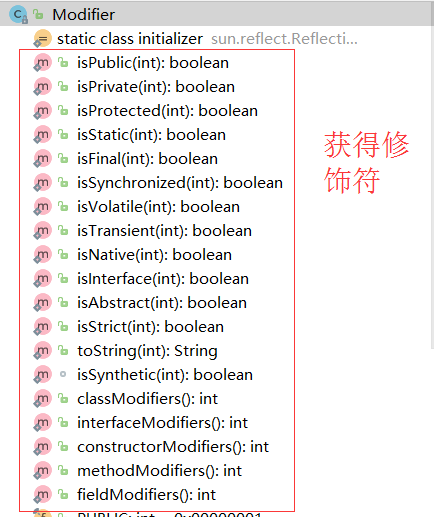 Modifier
static class initializer sun.reflect.Reflecti...
isPublic(int): boolean
isPrivate(int): boolean
isProtected(int): boolean
isStatic(int): boolean
isFinal(int): boolean
isSynchronized(int): boolean
isVolatile(int): boolean
isTransient(int): boolean
isNative(int): boolean
isInterface(int): boolean
isAbstract(int): boolean
isStrict(int): boolean
toString(int): String
isSynthetic(int): boolean
classModifiers(): int
interfaceModifiers(): int
constructorModifiers(): int
methodModifiers(): int
fieldModifiers(): int
PUBLIC: int = 0x00000001
获得修
饰符